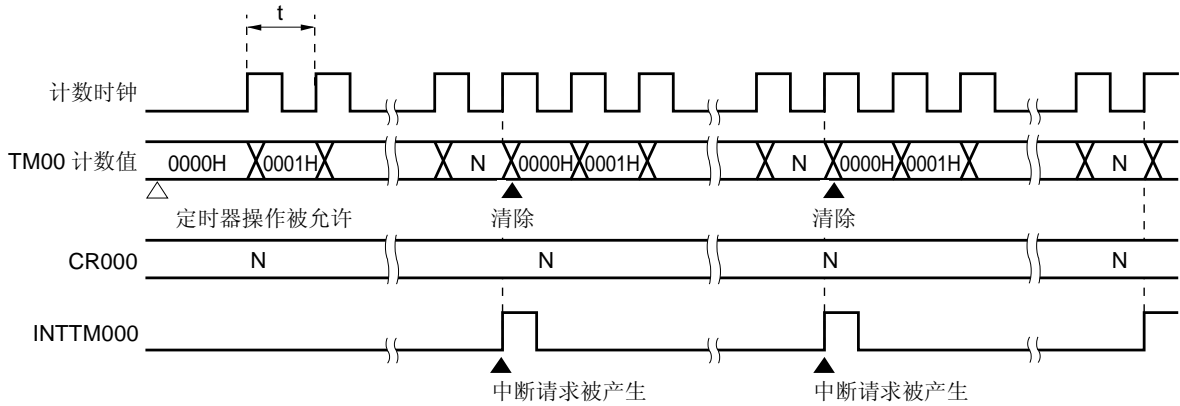 t
计数时钟
TM00 计数值 0000H 0001H N 0000H 0001H N 0000H 0001H N
定时器操作被允许 清除 清除
CR000 N N N N
INTTM000
中断请求被产生 中断请求被产生